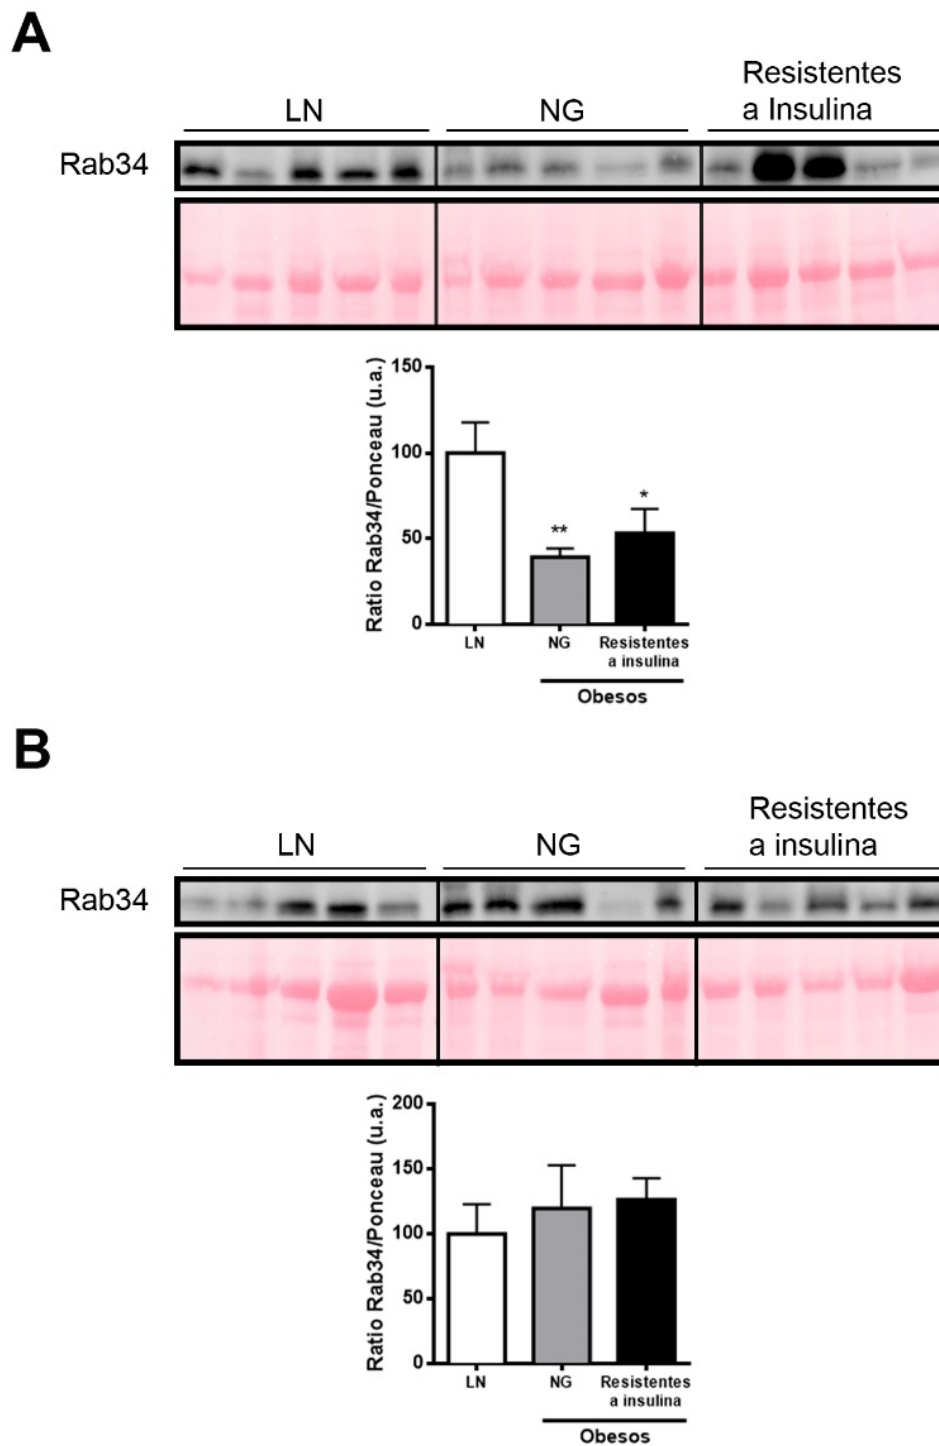 A
LN
NG
Resistentes
a Insulina
Rab34
Ratio Rab34/Ponceau (u.a.)
150
100
50
0
**
*
LN
NG
Resistentes
a insulina
Obesos
B
LN
NG
Resistentes
a insulina
Rab34
Ratio Rab34/Ponceau (u.a.)
200
150
100
50
0
LN
NG
Resistentes
a insulina
Obesos